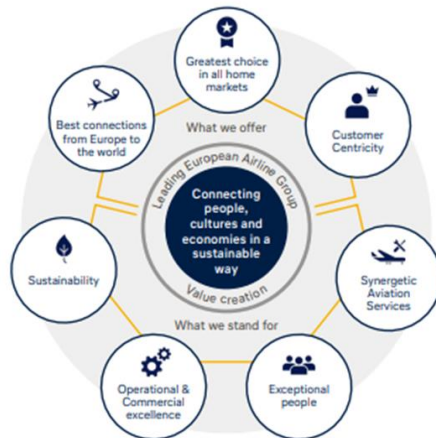 Greatest choice
in all home
markets
Best connections
from Europe to
the world
What we offer
Customer
Centricity
Leading European Airline Group
Connecting
people,
cultures and
economies in a
sustainable
way
Value creation
Sustainability
Synergetic
Aviation
Services
What we stand for
Operational &
Commercial
excellence
Exceptional
people